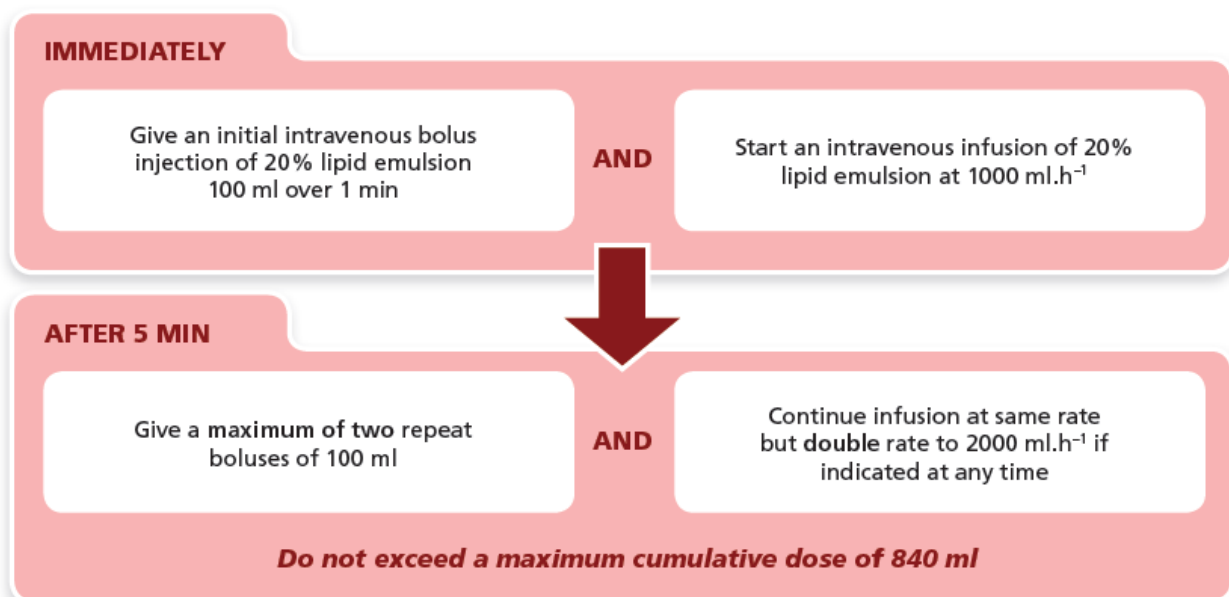 IMMEDIATELY
Give an initial intravenous bolus
injection of 20% lipid emulsion
100 ml over 1 min
AND
Start an intravenous infusion of 20%
lipid emulsion at 1000 ml.h⁻¹
AFTER 5 MIN
Give a maximum of two repeat
boluses of 100 ml
AND
Continue infusion at same rate
but double rate to 2000 ml.h⁻¹ if
indicated at any time
Do not exceed a maximum cumulative dose of 840 ml